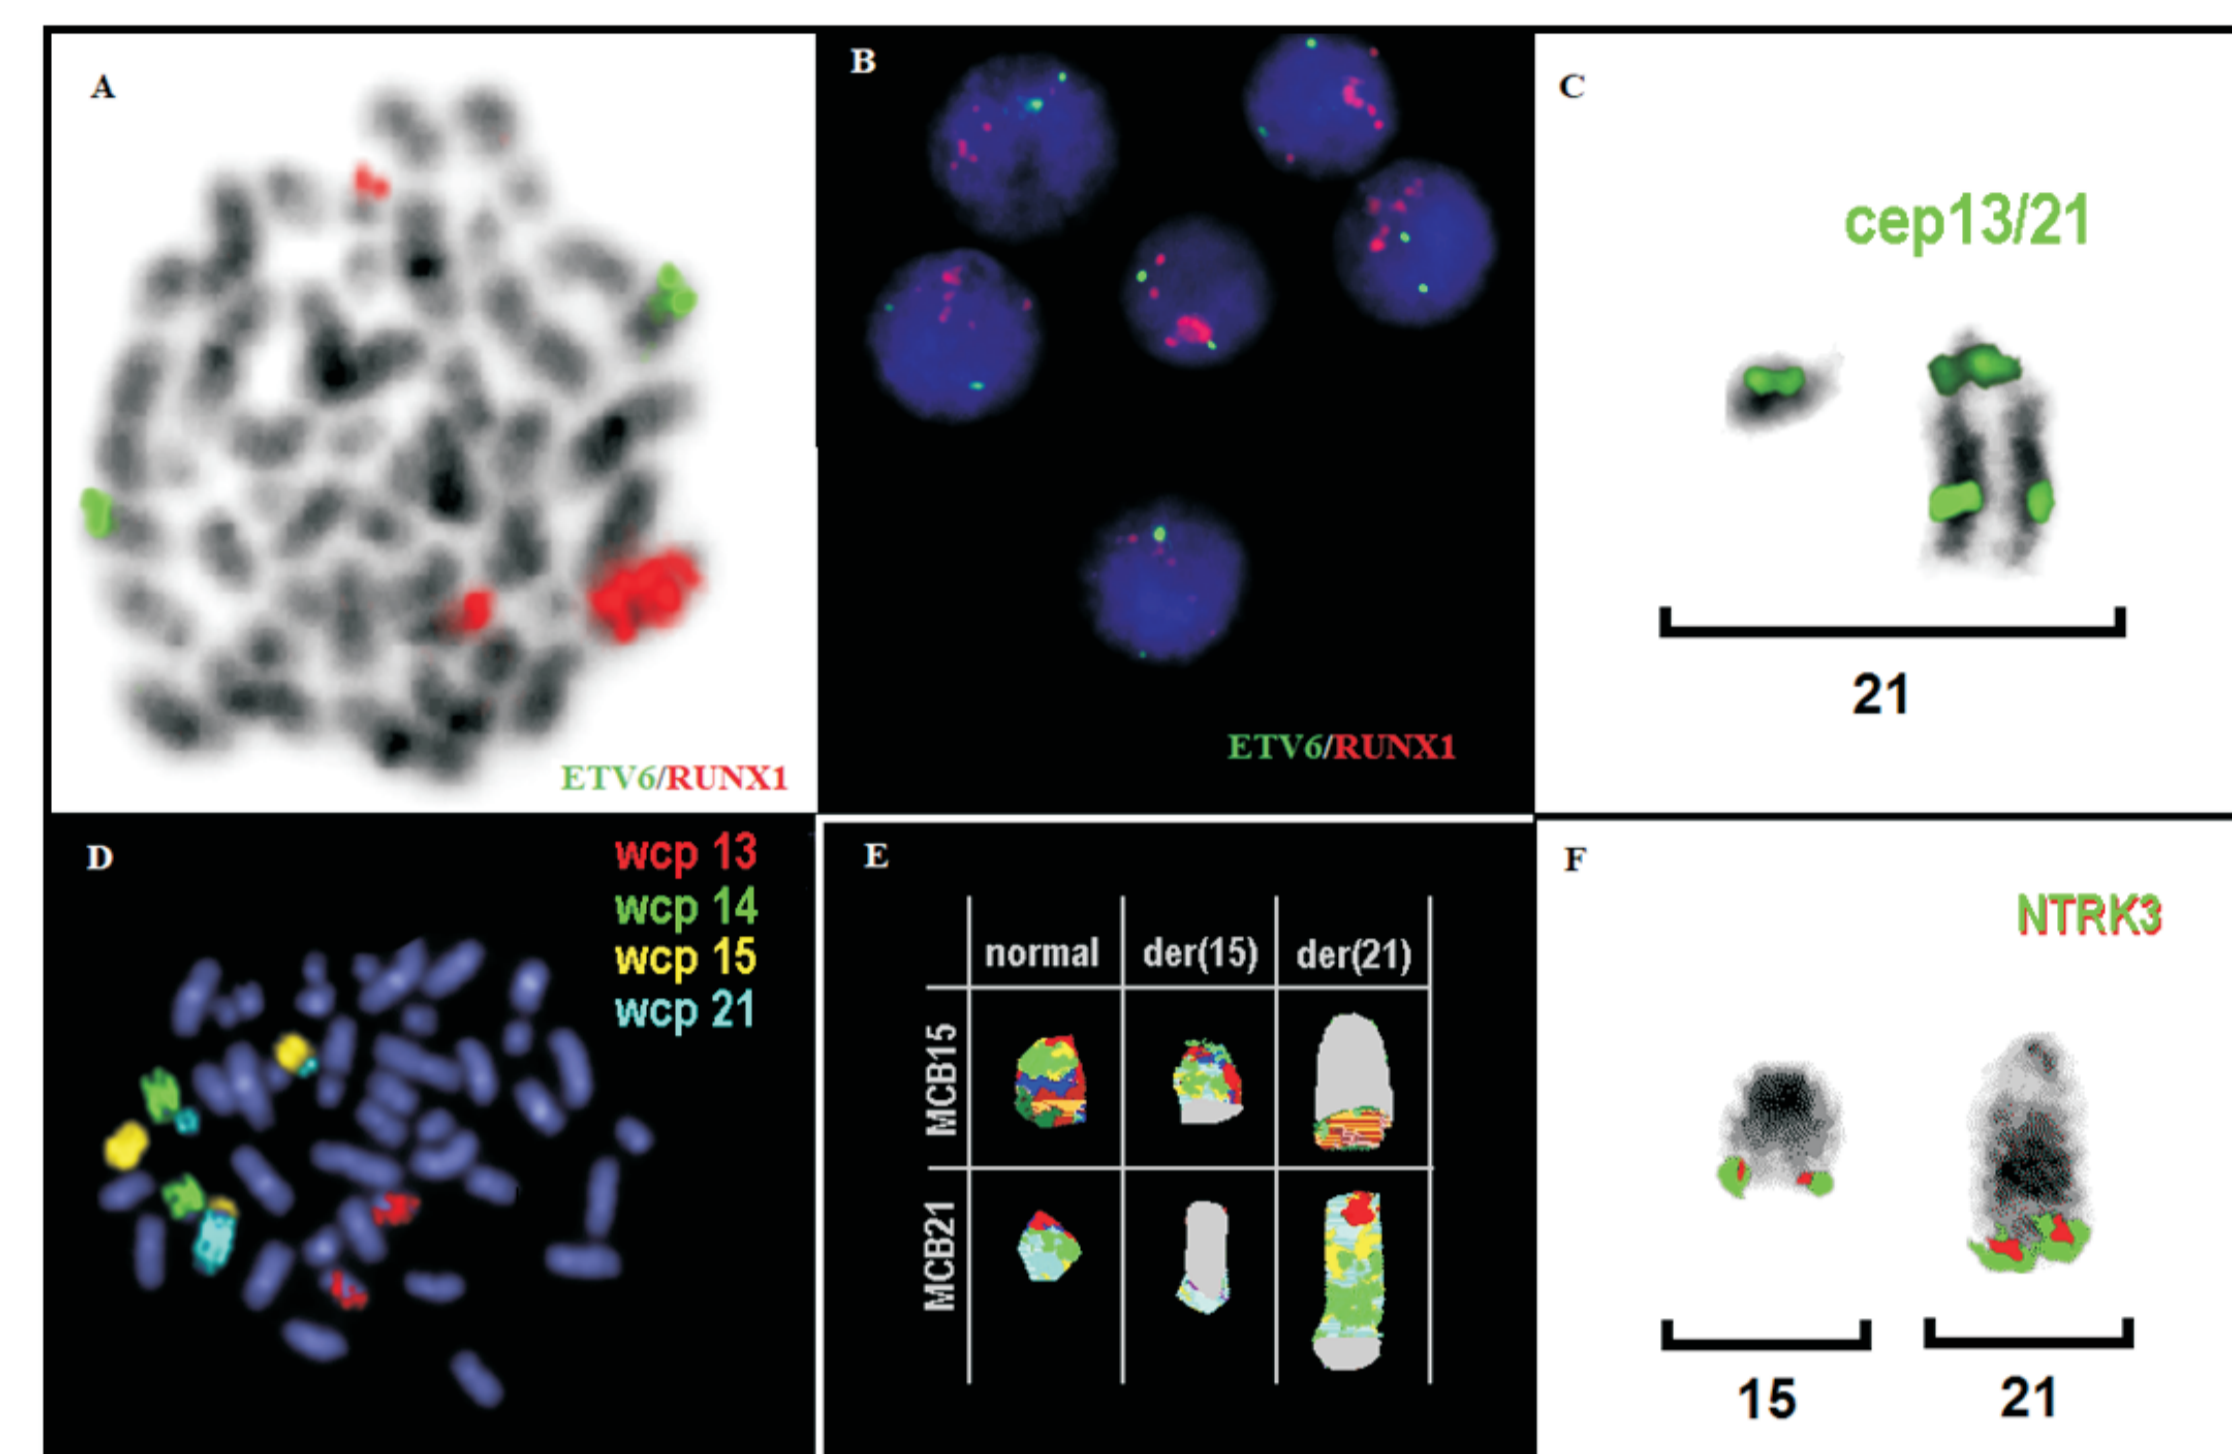 A
ETV6/RUNX1
B
ETV6/RUNX1
C
cep13/21
21
D
wcp 13
wcp 14
wcp 15
wcp 21
E
normal der(15) der(21)
MCB15
MCB21
F
NTRK3
15 21